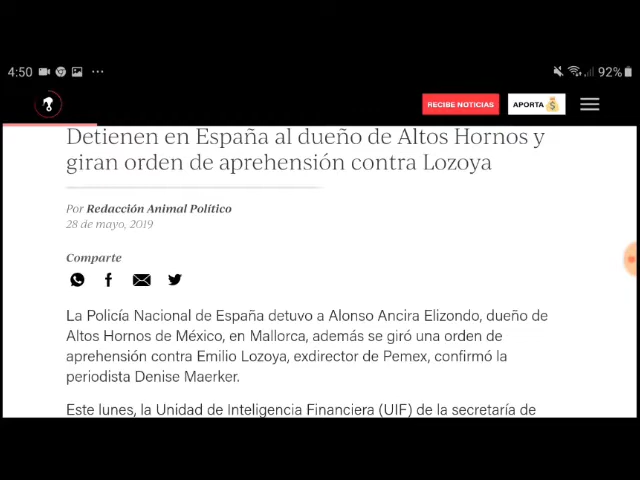 4:50 ... 92%
RECIBE NOTICIAS APORTA
Detienen en España al dueño de Altos Hornos y
giran orden de aprehensión contra Lozoya
Por Redacción Animal Político
28 de mayo, 2019
Comparte
La Policía Nacional de España detuvo a Alonso Ancira Elizondo, dueño de
Altos Hornos de México, en Mallorca, además se giró una orden de
aprehensión contra Emilio Lozoya, exdirector de Pemex, confirmó la
periodista Denise Maerker.
Este lunes, la Unidad de Inteligencia Financiera (UIF) de la secretaría de